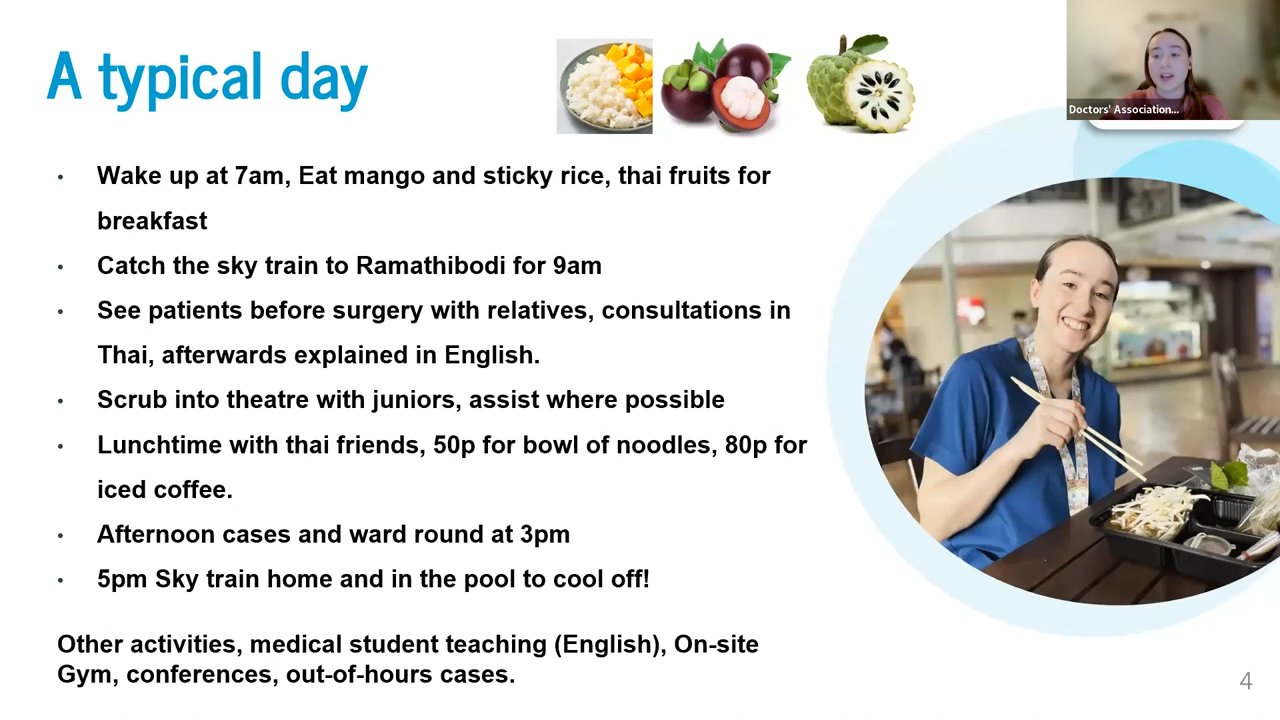 A typical day
Doctors' Association...
• Wake up at 7am, Eat mango and sticky rice, thai fruits for
breakfast
• Catch the sky train to Ramathibodi for 9am
• See patients before surgery with relatives, consultations in
Thai, afterwards explained in English.
• Scrub into theatre with juniors, assist where possible
• Lunchtime with thai friends, 50p for bowl of noodles, 80p for
iced coffee.
• Afternoon cases and ward round at 3pm
• 5pm Sky train home and in the pool to cool off!
Other activities, medical student teaching (English), On-site
Gym, conferences, out-of-hours cases.
4